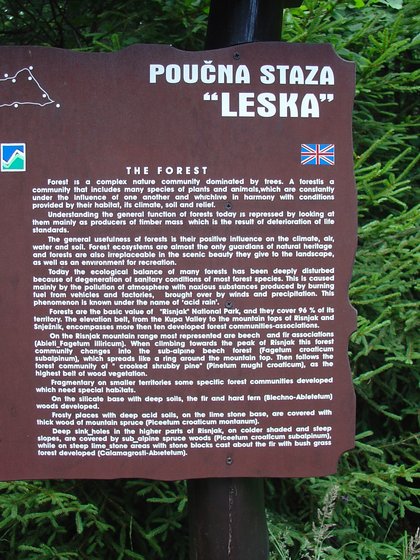 POUČNA STAZA
“LESKA”
THE FOREST
Forest is a complex nature community dominated by trees. A forestis a
community that includes many species of plants and animals,which are constantly
under the influence of one another and whichlive in harmony with conditions
provided by their habitat, its climate, soil and relief.
Understanding the general function of forests today is repressed by looking at
them mainly as producers of timber mass which is the result of deterioration of life
standards.
The general usefulness of forests is their positive influence on the climate, air,
water and soil. Forest ecosystems are almost the only guardians of natural heritage
and forests are also irreplaceable in the scenic beauty they give to the landscape,
as well as an environment for recreation.
Today the ecological balance of many forests has been deeply disturbed
because of degeneration of sanitary conditions of most forest species. This is caused
mainly by the pollution of atmosphere with noxious substances produced by burning
fuel from vehicles and factories, brought over by winds and precipitation. This
phenomenon is known under the name of "acid rain".
Forests are the basic value of "Risnjak" National Park, and they cover 96 % of its
territory. The elevation belt, from the Kupa Valley to the mountain tops of Risnjak and
Snježnik, encompasses more then ten developed forest communities-associations.
On the Risnjak mountain range most represented are beech and fir associations
(Abieti_Fagetum illiricum). When climbing towards the peak of Risnjak this forest
community changes into the sub-alpine beech forest (Fagetum croaticum
subalpinum), which spreads like a ring around the mountain top. Then follows the
forest community of " crooked shrubby pine" (Pinetum mughi croaticum), as the
highest belt of wood vegetation.
Fragmentary on smaller territories some specific forest communities developed
which need special habitats.
On the silicate base with deep soils, the fir and hard fern (Blechno-Abietetum)
woods developed.
Frosty places with deep acid soils, on the lime stone base, are covered with
thick wood of mountain spruce (Piceetum croaticum montanum).
Deep sink_holes in the higher parts of Risnjak, on colder shaded and steep
slopes, are covered by sub_alpine spruce woods (Piceetum croaticum subalpinum),
while on steep lime_stone areas with stone blocks cast about the fir with bush grass
forest developed (Calamagrosti-Abietetum).